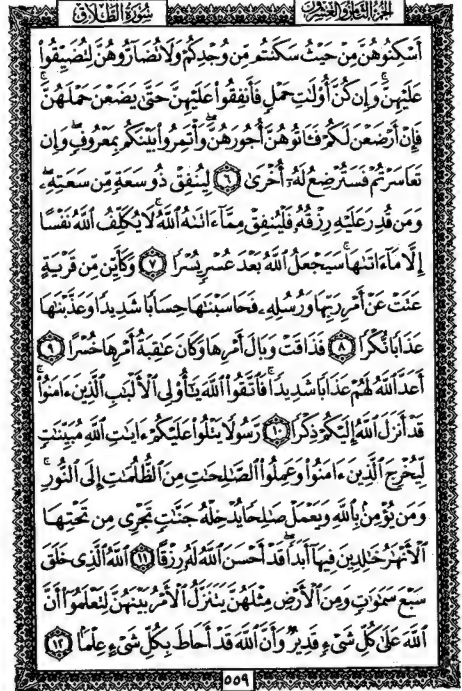 الجزء الثامن والعشرون سورة الطلاق
أَسْكِنُوهُنَّ مِنْ حَيْثُ سَكَنتُم مِّن وُجْدِكُمْ وَلَا تُضَآرُّوهُنَّ لِتُضَيِّقُوا۟
عَلَيْهِنَّ ۚ وَإِن كُنَّ أُو۟لَـٰتِ حَمْلٍ فَأَنفِقُوا۟ عَلَيْهِنَّ حَتَّىٰ يَضَعْنَ حَمْلَهُنَّ ۚ
فَإِنْ أَرْضَعْنَ لَكُمْ فَـَٔاتُوهُنَّ أُجُورَهُنَّ ۖ وَأْتَمِرُوا۟ بَيْنَكُم بِمَعْرُوفٍ ۖ وَإِن
تَعَاسَرْتُمْ فَسَتُرْضِعُ لَهُۥٓ أُخْرَىٰ ٦ لِيُنفِقْ ذُو سَعَةٍ مِّن سَعَتِهِۦ ۖ
وَمَن قُدِرَ عَلَيْهِ رِزْقُهُۥ فَلْيُنفِقْ مِمَّآ ءَاتَىٰهُ ٱللَّهُ ۚ لَا يُكَلِّفُ ٱللَّهُ نَفْسًا
إِلَّا مَآ ءَاتَىٰهَا ۚ سَيَجْعَلُ ٱللَّهُ بَعْدَ عُسْرٍ يُسْرًا ٧ وَكَأَيِّن مِّن قَرْيَةٍ
عَتَتْ عَنْ أَمْرِ رَبِّهَا وَرُسُلِهِۦ فَحَاسَبْنَـٰهَا حِسَابًا شَدِيدًا وَعَذَّبْنَـٰهَا
عَذَابًا نُّكْرًا ٨ فَذَاقَتْ وَبَالَ أَمْرِهَا وَكَانَ عَـٰقِبَةُ أَمْرِهَا خُسْرًا ٩
أَعَدَّ ٱللَّهُ لَهُمْ عَذَابًا شَدِيدًا ۖ فَٱتَّقُوا۟ ٱللَّهَ يَـٰٓأُو۟لِى ٱلْأَلْبَـٰبِ ٱلَّذِينَ ءَامَنُوا۟ ۚ
قَدْ أَنزَلَ ٱللَّهُ إِلَيْكُمْ ذِكْرًا ١٠ رَّسُولًا يَتْلُوا۟ عَلَيْكُمْ ءَايَـٰتِ ٱللَّهِ مُبَيِّنَـٰتٍ
لِّيُخْرِجَ ٱلَّذِينَ ءَامَنُوا۟ وَعَمِلُوا۟ ٱلصَّـٰلِحَـٰتِ مِنَ ٱلظُّلُمَـٰتِ إِلَى ٱلنُّورِ ۚ
وَمَن يُؤْمِنۢ بِٱللَّهِ وَيَعْمَلْ صَـٰلِحًا يُدْخِلْهُ جَنَّـٰتٍ تَجْرِى مِن تَحْتِهَا
ٱلْأَنْهَـٰرُ خَـٰلِدِينَ فِيهَآ أَبَدًا ۖ قَدْ أَحْسَنَ ٱللَّهُ لَهُۥ رِزْقًا ١١ ٱللَّهُ ٱلَّذِى خَلَقَ
سَبْعَ سَمَـٰوَٰتٍ وَمِنَ ٱلْأَرْضِ مِثْلَهُنَّ يَتَنَزَّلُ ٱلْأَمْرُ بَيْنَهُنَّ لِتَعْلَمُوٓا۟ أَنَّ
ٱللَّهَ عَلَىٰ كُلِّ شَىْءٍ قَدِيرٌ وَأَنَّ ٱللَّهَ قَدْ أَحَاطَ بِكُلِّ شَىْءٍ عِلْمًۢا ١٢
٥٥٩